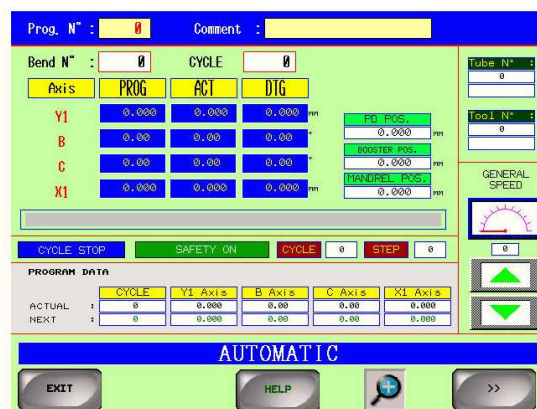 Prog. N° : 0 Comment :
Bend N° : 0 CYCLE 0
Axis PROG ACT DTG
Y1 0.000 0.000 0.000 mm
B 0.00 0.00 0.00 °
C 0.00 0.00 0.00 °
X1 0.000 0.000 0.000 mm
PD POS.
0.000 mm
BOOSTER POS.
0.000 mm
MANDREL POS.
0.000 mm
Tube N° :
0
Tool N° :
0
GENERAL
SPEED
0
CYCLE STOP SAFETY ON CYCLE 0 STEP 0
PROGRAM DATA
CYCLE Y1 Axis B Axis C Axis X1 Axis
ACTUAL : 0 0.000 0.00 0.00 0.000
NEXT : 0 0.000 0.00 0.00 0.000
AUTOMATIC
EXIT HELP >>